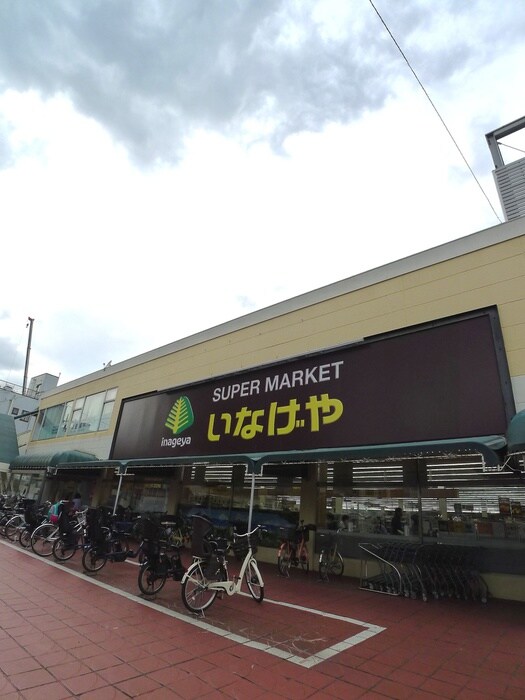 SUPER MARKET
いなげや
inageya